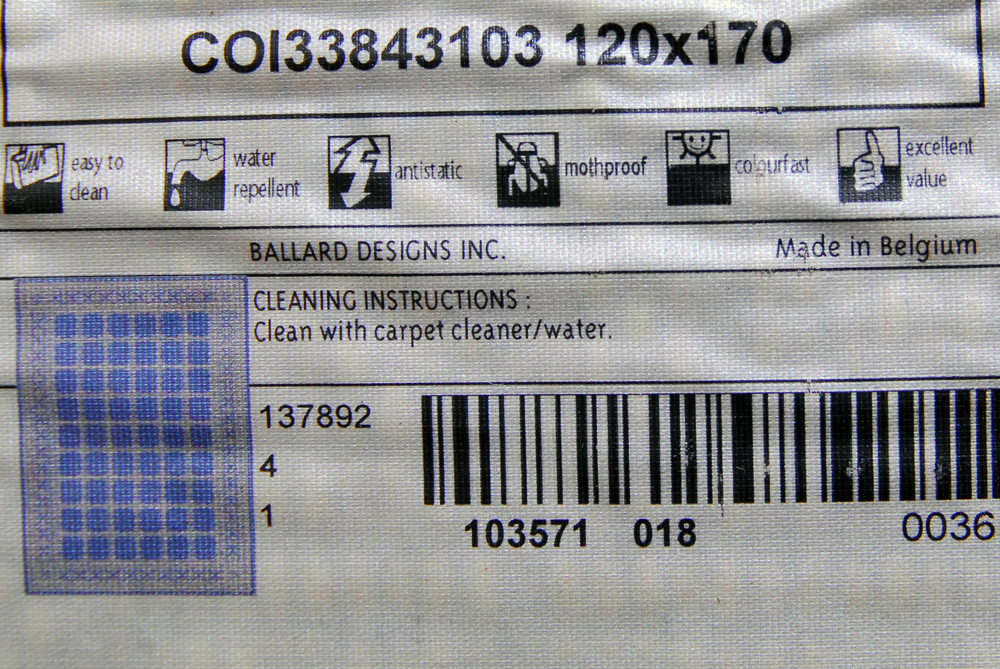 COI33843103 120x170
easy to clean
water repellent
antistatic
mothproof
colourfast
excellent value
BALLARD DESIGNS INC. Made in Belgium
CLEANING INSTRUCTIONS :
Clean with carpet cleaner/water.
137892
4
1
103571 018 0036